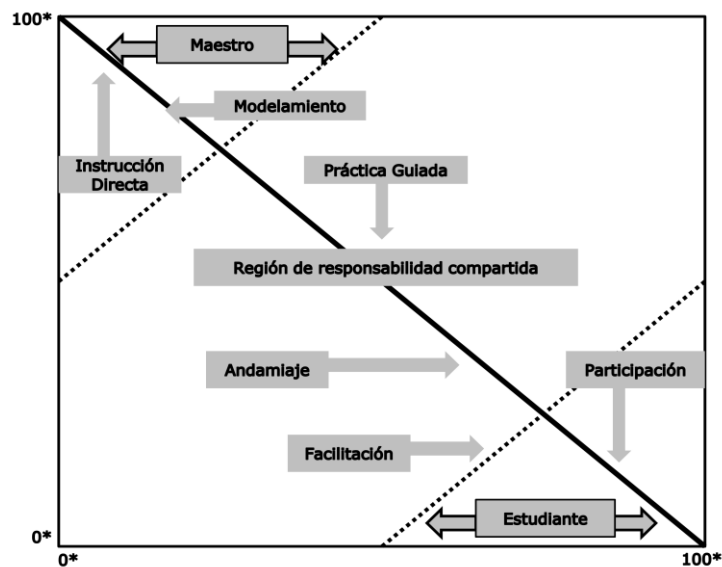 100*
Maestro
Modelamiento
Instrucción
Directa
Práctica Guiada
Región de responsabilidad compartida
Andamiaje
Participación
Facilitación
Estudiante
0*
0*
100*